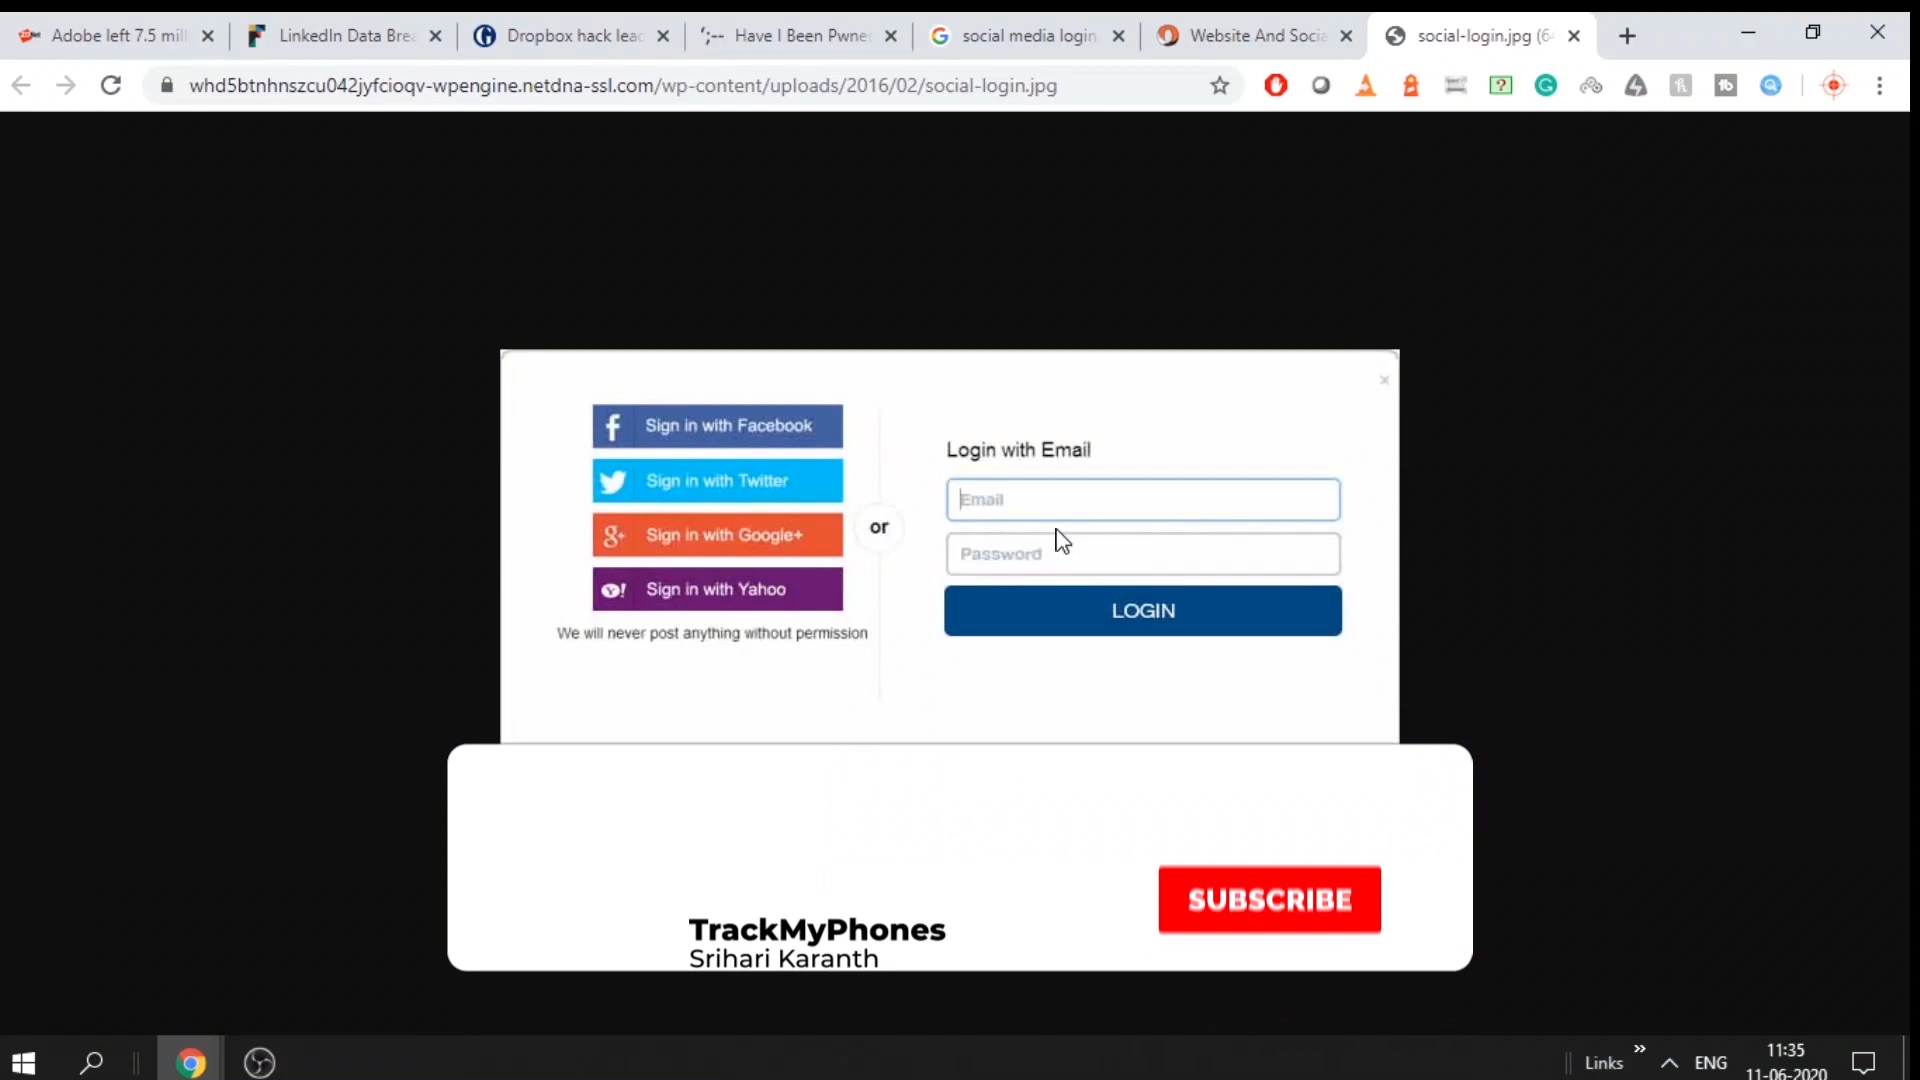 Adobe left 7.5 mil
LinkedIn Data Brea
Dropbox hack lea
Have I Been Pwne
social media login
Website And Socia
social-login.jpg (6
whd5btnhnszcu042jyfcioqv-wpengine.netdna-ssl.com/wp-content/uploads/2016/02/social-login.jpg
Sign in with Facebook
Sign in with Twitter
Sign in with Google+
Sign in with Yahoo
We will never post anything without permission
or
Login with Email
Email
Password
LOGIN
TrackMyPhones
Srihari Karanth
SUBSCRIBE
Links
ENG
11:35
11-06-2020